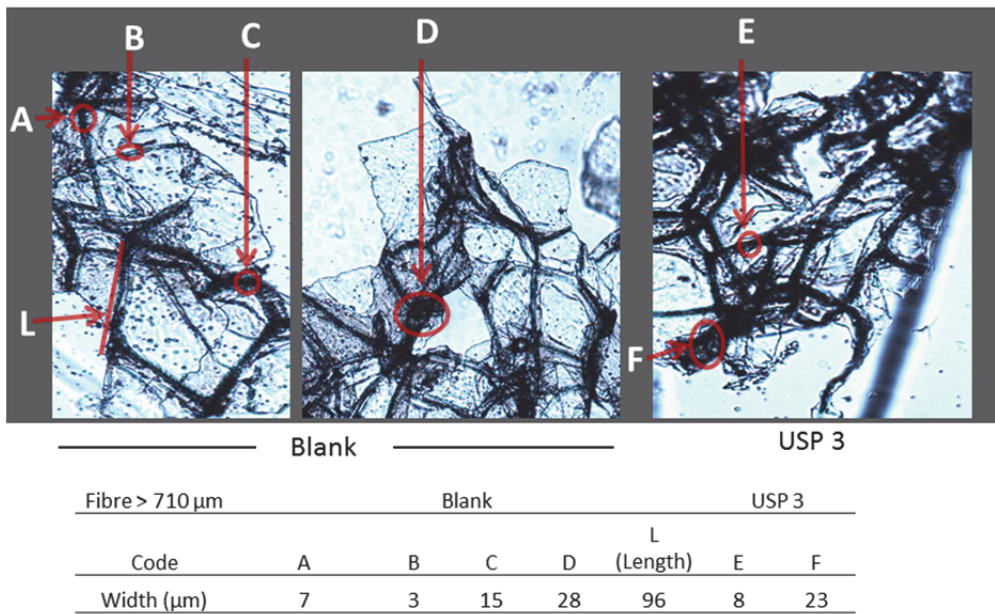 B C D E
A
L
F
Blank USP 3
Fibre > 710 µm Blank USP 3
Code A B C D L (Length) E F
Width (µm) 7 3 15 28 96 8 23